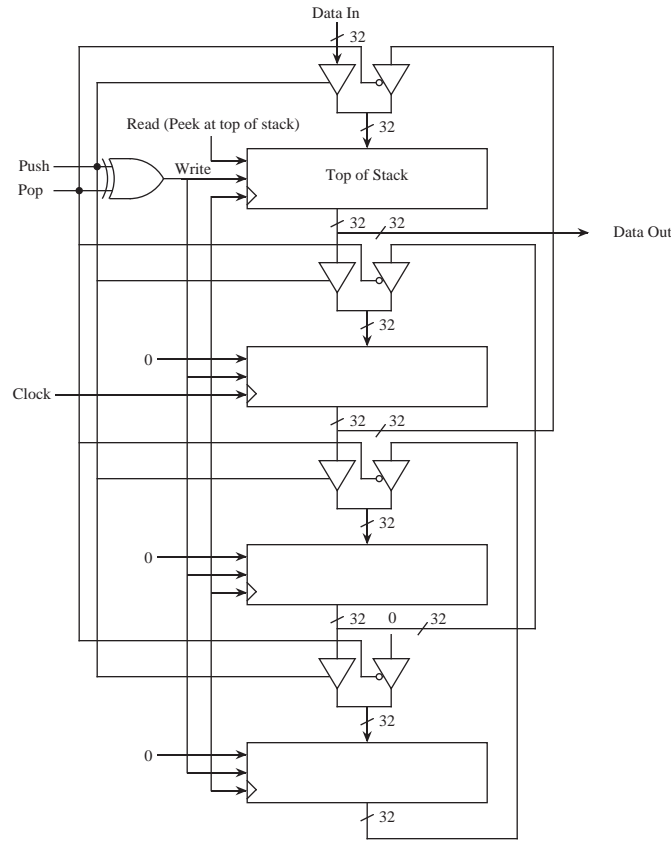 Data In
32
32
Read (Peek at top of stack)
Push
Write
Pop
Top of Stack
32 32
Data Out
32
0
Clock
32 32
32
0
32 0 32
32
0
32